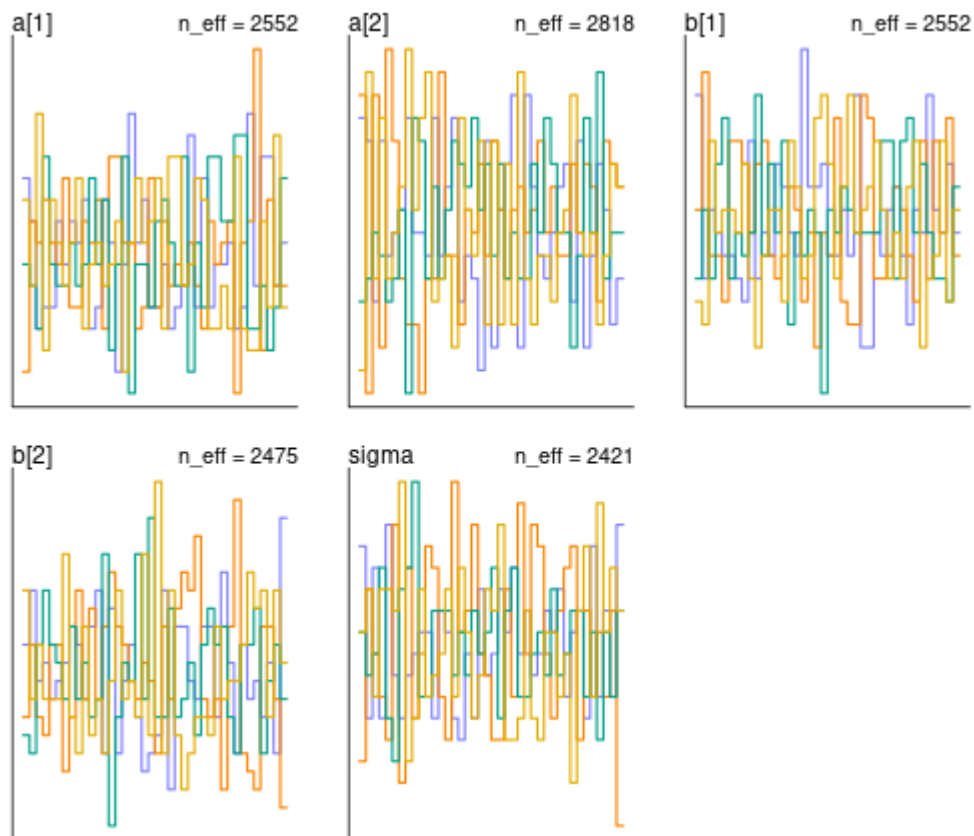 a[1] n_eff = 2552
a[2] n_eff = 2818
b[1] n_eff = 2552
b[2] n_eff = 2475
sigma n_eff = 2421